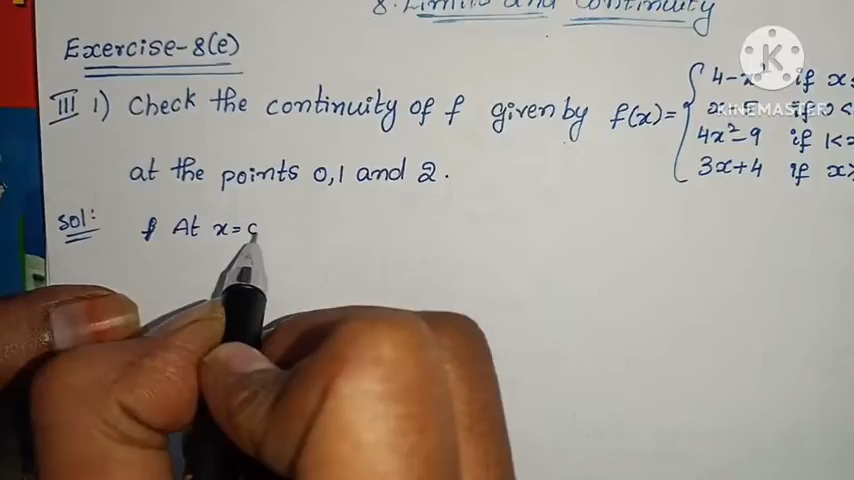 8. Limits and Continuity
Exercise-8(e)
III 1) Check the continuity of f given by f(x)= { 4-x² if x≤
x-5 if 0<
4x²-9 if 1<
3x+4 if x≥
at the points 0,1 and 2.
Sol: At x=
K
KINEMASTER